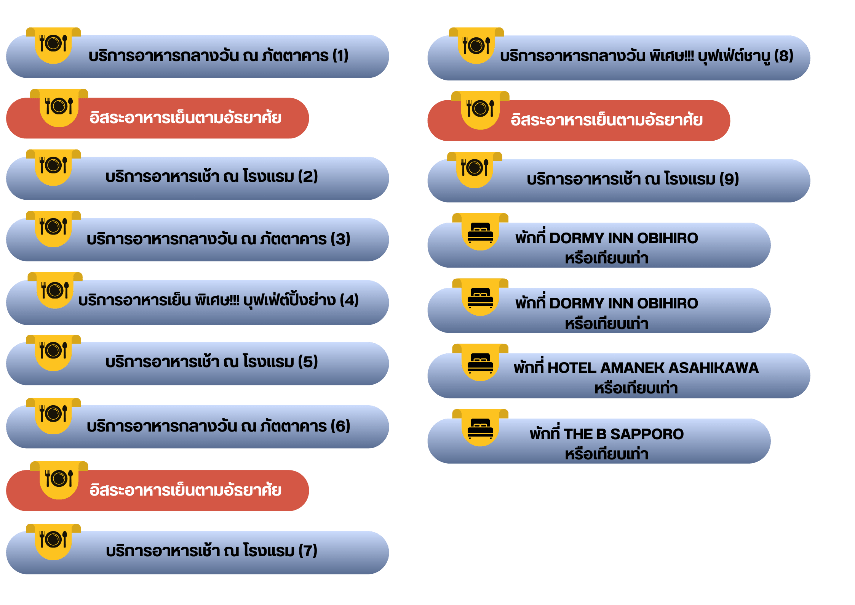 บริการอาหารกลางวัน ณ ภัตตาคาร (1)
อิสระอาหารเย็นตามอัธยาศัย
บริการอาหารเช้า ณ โรงแรม (2)
บริการอาหารกลางวัน ณ ภัตตาคาร (3)
บริการอาหารเย็น พิเศษ!!! บุฟเฟ่ต์ปิ้งย่าง (4)
บริการอาหารเช้า ณ โรงแรม (5)
บริการอาหารกลางวัน ณ ภัตตาคาร (6)
อิสระอาหารเย็นตามอัธยาศัย
บริการอาหารเช้า ณ โรงแรม (7)
บริการอาหารกลางวัน พิเศษ!!! บุฟเฟ่ต์ชาบู (8)
อิสระอาหารเย็นตามอัธยาศัย
บริการอาหารเช้า ณ โรงแรม (9)
พักที่ DORMY INN OBIHIRO
หรือเทียบเท่า
พักที่ DORMY INN OBIHIRO
หรือเทียบเท่า
พักที่ HOTEL AMANEK ASAHIKAWA
หรือเทียบเท่า
พักที่ THE B SAPPORO
หรือเทียบเท่า